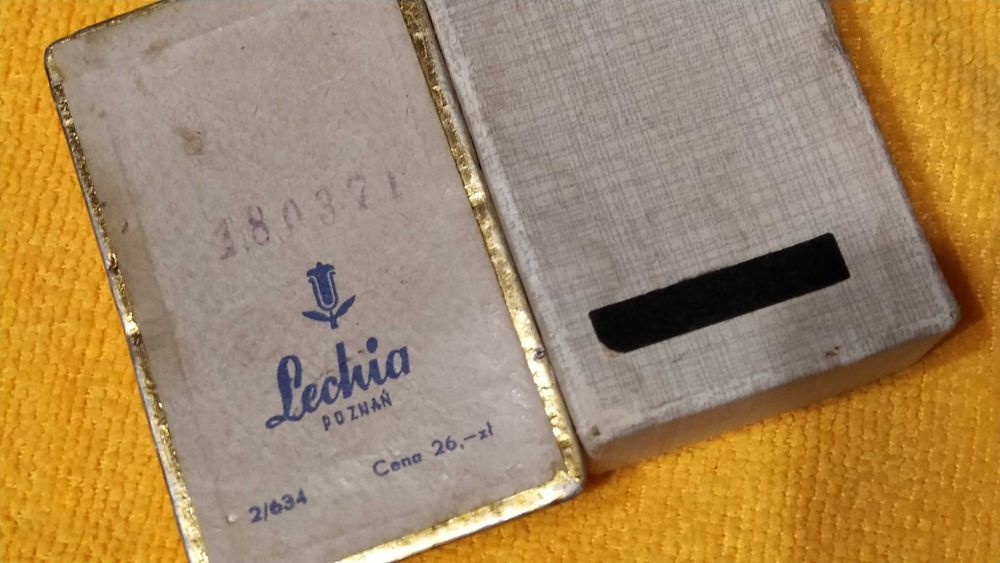 180371
Lechia
POZNAŃ
Cena 26,-zł
2/634